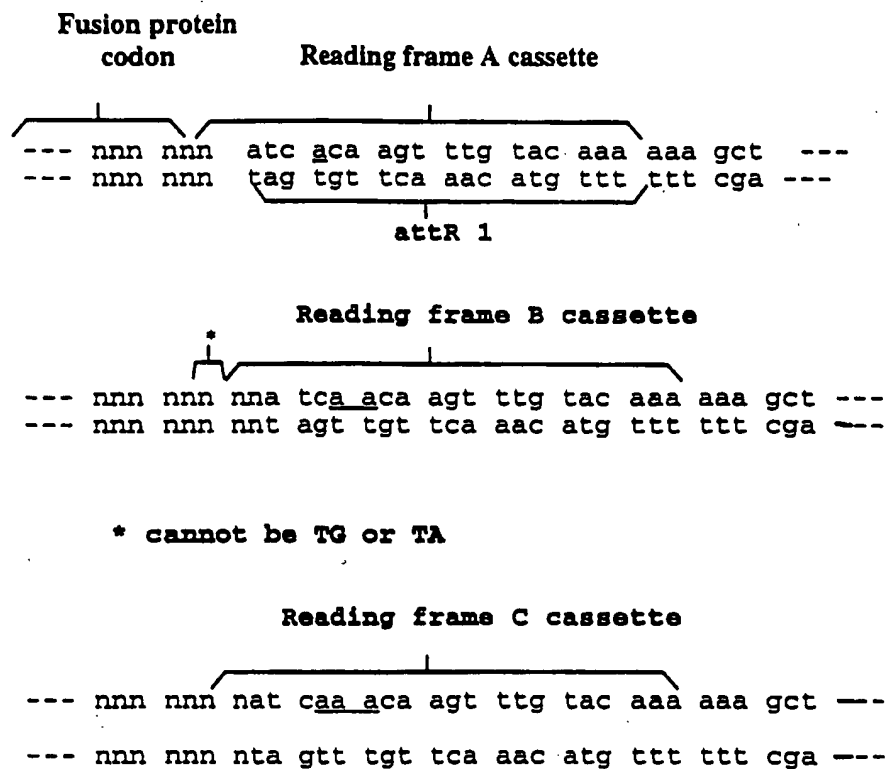 Fusion protein
codon
Reading frame A cassette
--- nnn nnn atc aca agt ttg tac aaa aaa gct ---
--- nnn nnn tag tgt tca aac atg ttt ttt cga ---
attR 1
Reading frame B cassette
*
--- nnn nnn nna tca aca agt ttg tac aaa aaa gct ---
--- nnn nnn nnt agt tgt tca aac atg ttt ttt cga ---
* cannot be TG or TA
Reading frame C cassette
--- nnn nnn nat caa aca agt ttg tac aaa aaa gct ---
--- nnn nnn nta gtt tgt tca aac atg ttt ttt cga ---